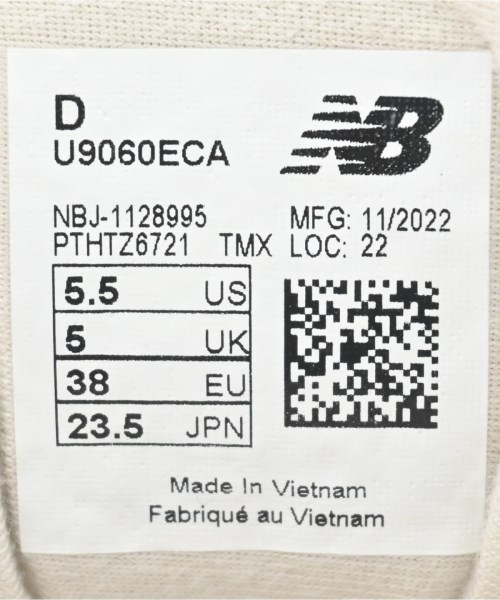 D
U9060ECA
NB
NBJ-1128995 MFG: 11/2022
PTHTZ6721 TMX LOC: 22
5.5 US
5 UK
38 EU
23.5 JPN
Made In Vietnam
Fabriqué au Vietnam